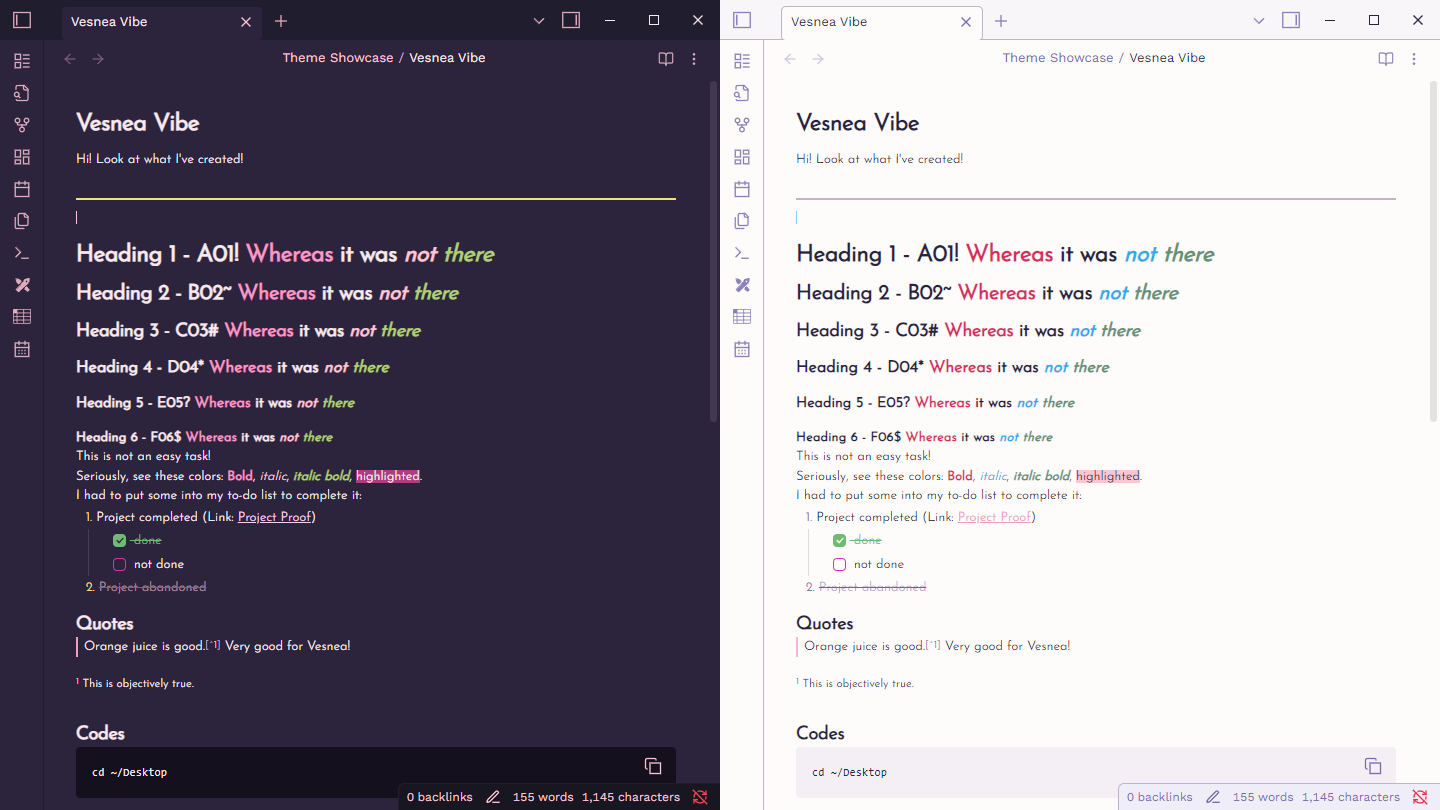 Vesnea Vibe
Theme Showcase / Vesnea Vibe
Vesnea Vibe
Hi! Look at what I've created!
Heading 1 - A01! Whereas it was not there
Heading 2 - B02~ Whereas it was not there
Heading 3 - C03# Whereas it was not there
Heading 4 - D04* Whereas it was not there
Heading 5 - E05? Whereas it was not there
Heading 6 - F06$ Whereas it was not there
This is not an easy task!
Seriously, see these colors: Bold, italic, italic bold, highlighted.
I had to put some into my to-do list to complete it:
1. Project completed (Link: Project Proof)
done
not done
2. Project abandoned
Quotes
Orange juice is good.[^1] Very good for Vesnea!
1 This is objectively true.
Codes
cd ~/Desktop
0 backlinks 155 words 1,145 characters
Vesnea Vibe
Theme Showcase / Vesnea Vibe
Vesnea Vibe
Hi! Look at what I've created!
Heading 1 - A01! Whereas it was not there
Heading 2 - B02~ Whereas it was not there
Heading 3 - C03# Whereas it was not there
Heading 4 - D04* Whereas it was not there
Heading 5 - E05? Whereas it was not there
Heading 6 - F06$ Whereas it was not there
This is not an easy task!
Seriously, see these colors: Bold, italic, italic bold, highlighted.
I had to put some into my to-do list to complete it:
1. Project completed (Link: Project Proof)
done
not done
2. Project abandoned
Quotes
Orange juice is good.[^1] Very good for Vesnea!
1 This is objectively true.
Codes
cd ~/Desktop
0 backlinks 155 words 1,145 characters